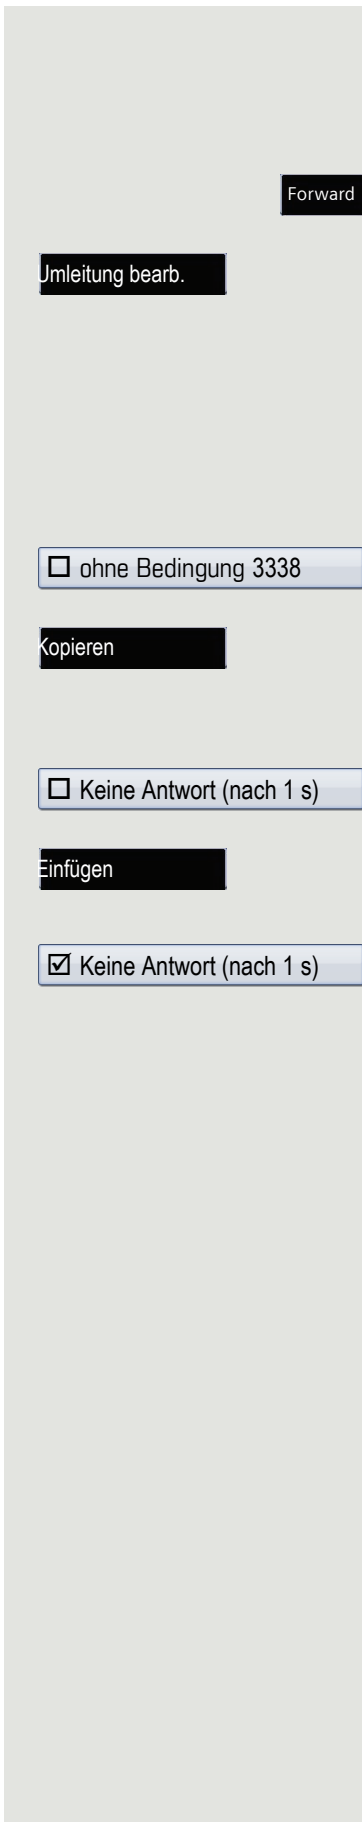 Forward
Umleitung bearb.
☐ ohne Bedingung 3338
Kopieren
☐ Keine Antwort (nach 1 s)
Einfügen
☑ Keine Antwort (nach 1 s)